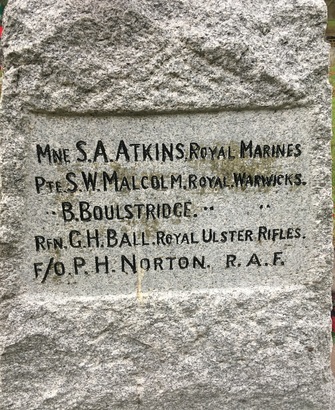 MNE S.A.ATKINS,ROYAL MARINES
PTE.S.W.MALCOLM.ROYAL.WARWICKS.
" B.BOULSTRIDGE. " "
RFN.G.H.BALL.ROYAL ULSTER RIFLES.
F/O.P.H.NORTON. R.A.F.